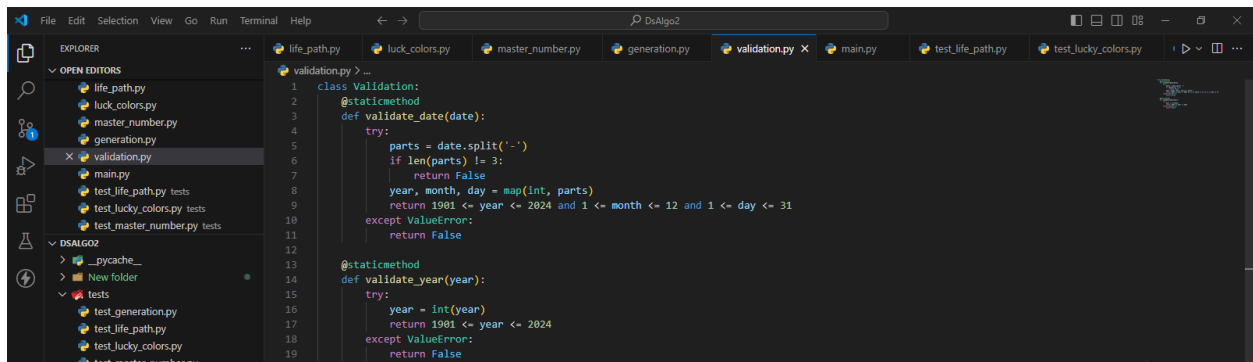 File Edit Selection View Go Run Terminal Help
DsAlgo2
EXPLORER
life_path.py luck_colors.py master_number.py generation.py validation.py main.py test_life_path.py test_lucky_colors.py
OPEN EDITORS
life_path.py
luck_colors.py
master_number.py
generation.py
validation.py
main.py
test_life_path.py tests
test_lucky_colors.py tests
test_master_number.py tests
DSALGO2
__pycache__
New folder
tests
test_generation.py
test_life_path.py
test_lucky_colors.py
test_master_number.py
1
validation.py > ...
1 class Validation:
2     @staticmethod
3     def validate_date(date):
4         try:
5             parts = date.split('-')
6             if len(parts) != 3:
7                 return False
8             year, month, day = map(int, parts)
9             return 1901 <= year <= 2024 and 1 <= month <= 12 and 1 <= day <= 31
10         except ValueError:
11             return False
12
13     @staticmethod
14     def validate_year(year):
15         try:
16             year = int(year)
17             return 1901 <= year <= 2024
18         except ValueError:
19             return False